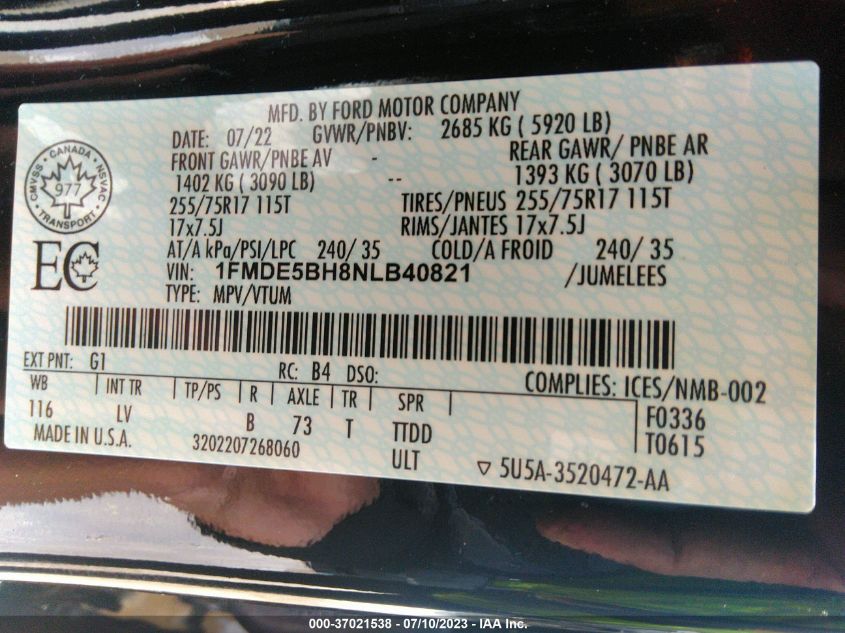 MFD. BY FORD MOTOR COMPANY
DATE: 07/22 GVWR/PNBV: 2685 KG ( 5920 LB)
FRONT GAWR/PNBE AV - REAR GAWR/ PNBE AR
1402 KG ( 3090 LB) -- 1393 KG ( 3070 LB)
255/75R17 115T TIRES/PNEUS 255/75R17 115T
17x7.5J RIMS/JANTES 17x7.5J
AT/A kPa/PSI/LPC 240/ 35 COLD/A FROID 240/ 35
VIN: 1FMDE5BH8NLB40821 /JUMELEES
TYPE: MPV/VTUM
CANADA
CMVSS NSVAC
977
TRANSPORT
EC
EXT PNT: G1 RC: B4 DSO:
COMPLIES: ICES/NMB-002
WB INT TR TP/PS R AXLE TR SPR
116 LV B 73 T TTDD F0336
MADE IN U.S.A. 3202207268060 ULT T0615
5U5A-3520472-AA
000-37021538 - 07/10/2023 - IAA Inc.